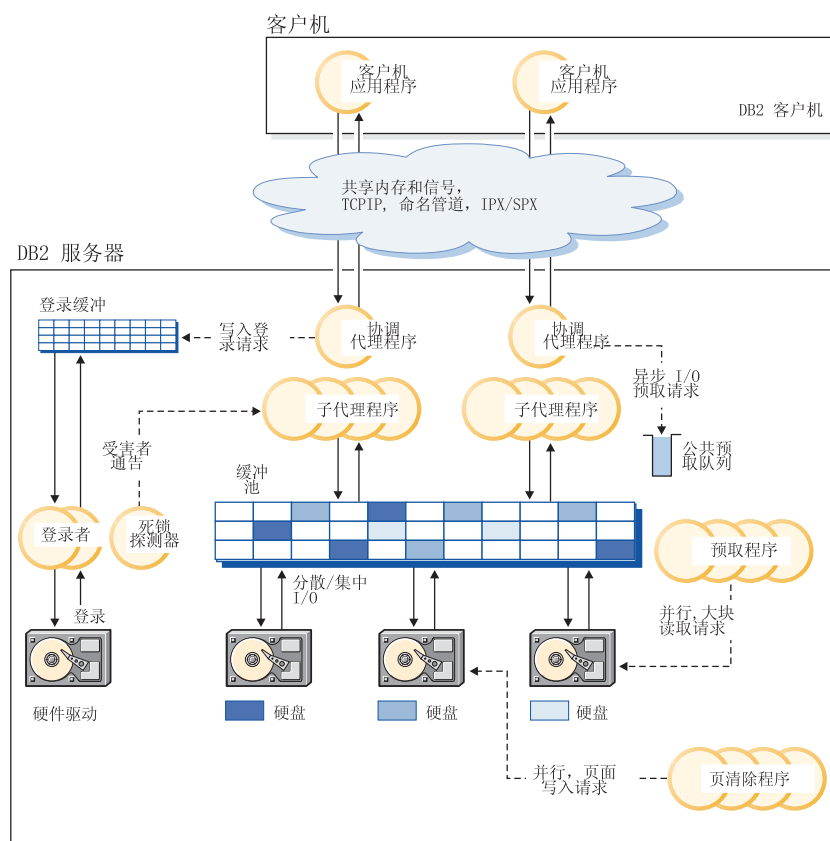 客户机
客户机
应用程序
客户机
应用程序
DB2 客户机
共享内存和信号，
TCPIP, 命名管道，IPX/SPX
DB2 服务器
登录缓冲
写入登
录请求
协调
代理程序
协调
代理程序
异步 I/O
预取请求
子代理程序
子代理程序
受害者
通告
公共预
取队列
缓冲
池
登录者
死锁
探测器
预取程序
分散/集中
I/O
登录
并行,大块
读取请求
硬件驱动
硬盘
硬盘
硬盘
并行，页面
写入请求
页清除程序